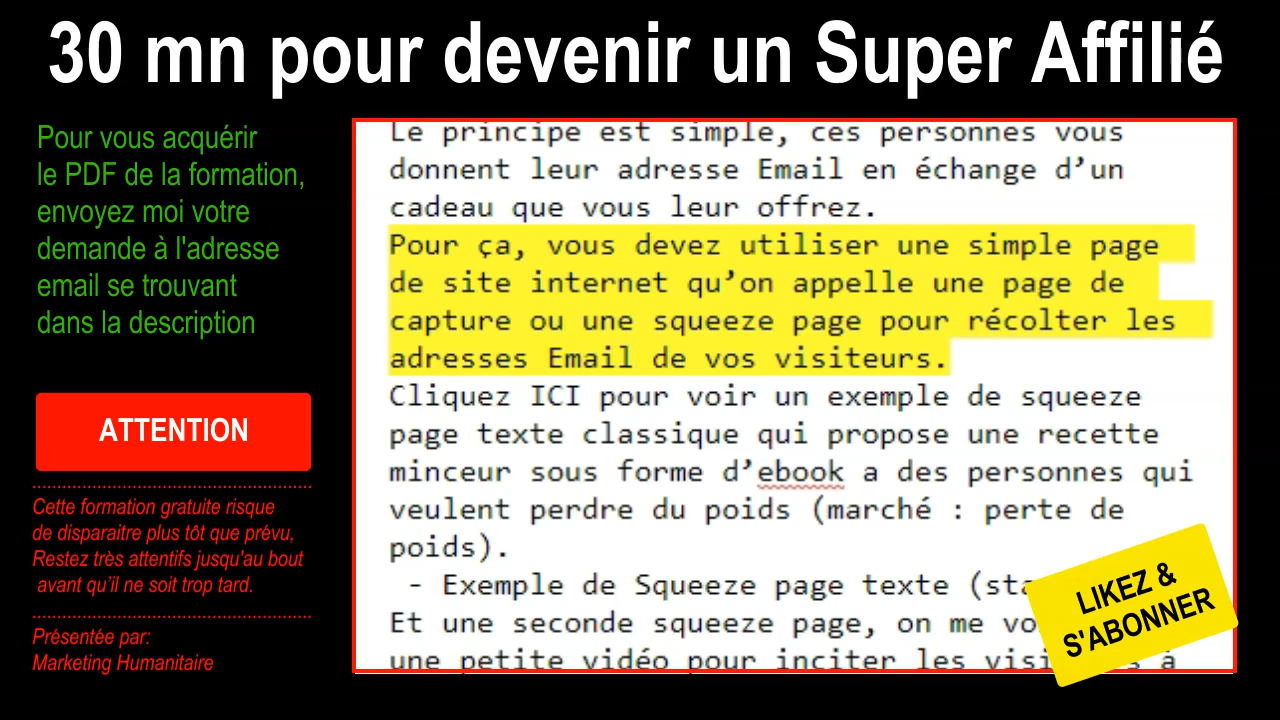 30 mn pour devenir un Super Affilié
Pour vous acquérir
le PDF de la formation,
envoyez moi votre
demande à l'adresse
email se trouvant
dans la description
ATTENTION
Cette formation gratuite risque
de disparaitre plus tôt que prévu,
Restez très attentifs jusqu'au bout
avant qu'il ne soit trop tard.
Présentée par:
Marketing Humanitaire
Le principe est simple, ces personnes vous
donnent leur adresse Email en échange d’un
cadeau que vous leur offrez.
Pour ça, vous devez utiliser une simple page
de site internet qu’on appelle une page de
capture ou une squeeze page pour récolter les
adresses Email de vos visiteurs.
Cliquez ICI pour voir un exemple de squeeze
page texte classique qui propose une recette
minceur sous forme d’ebook a des personnes qui
veulent perdre du poids (marché : perte de
poids).
- Exemple de Squeeze page texte
Et une seconde squeeze page, on me
une petite vidéo pour inciter les à
LIKEZ &
S'ABONNER